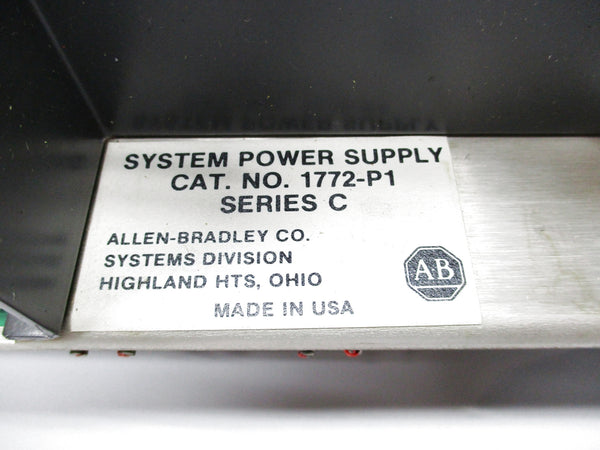 SYSTEM POWER SUPPLY
CAT. NO. 1772-P1
SERIES C
ALLEN-BRADLEY CO.
SYSTEMS DIVISION
HIGHLAND HTS, OHIO
AB
MADE IN USA